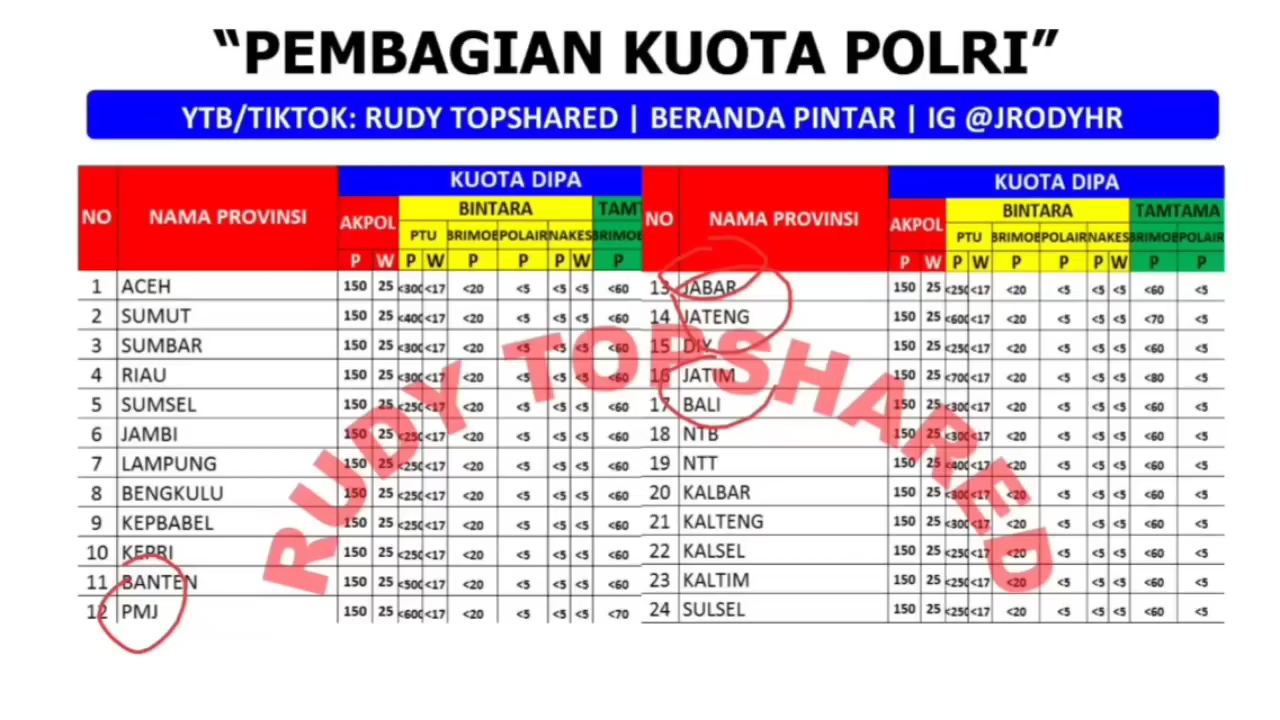 “PEMBAGIAN KUOTA POLRI”
YTB/TIKTOK: RUDY TOPSHARED | BERANDA PINTAR | IG @JRODYHR
NO NAMA PROVINSI KUOTA DIPA
AKPOL BINTARA TAMT
PTU BRIMOB POLAIR NAKES BRIMOB
P W P W P P P W P
1 ACEH 150 25 <300 <17 <20 <5 <5 <5 <60
2 SUMUT 150 25 <400 <17 <20 <5 <5 <5 <60
3 SUMBAR 150 25 <300 <17 <20 <5 <5 <5 <60
4 RIAU 150 25 <300 <17 <20 <5 <5 <5 <60
5 SUMSEL 150 25 <250 <17 <20 <5 <5 <5 <60
6 JAMBI 150 25 <250 <17 <20 <5 <5 <5 <60
7 LAMPUNG 150 25 <250 <17 <20 <5 <5 <5 <60
8 BENGKULU 150 25 <250 <17 <20 <5 <5 <5 <60
9 KEPBABEL 150 25 <250 <17 <20 <5 <5 <5 <60
10 KEPRI 150 25 <250 <17 <20 <5 <5 <5 <60
11 BANTEN 150 25 <500 <17 <20 <5 <5 <5 <60
12 PMJ 150 25 <600 <17 <20 <5 <5 <5 <70
NO NAMA PROVINSI KUOTA DIPA
AKPOL BINTARA TAMTAMA
PTU BRIMOB POLAIR NAKES BRIMOB POLAIR
P W P W P P P W P P
13 JABAR 150 25 <250 <17 <20 <5 <5 <5 <60 <5
14 JATENG 150 25 <600 <17 <20 <5 <5 <5 <70 <5
15 DIY 150 25 <250 <17 <20 <5 <5 <5 <60 <5
16 JATIM 150 25 <700 <17 <20 <5 <5 <5 <80 <5
17 BALI 150 25 <300 <17 <20 <5 <5 <5 <60 <5
18 NTB 150 25 <300 <17 <20 <5 <5 <5 <60 <5
19 NTT 150 25 <400 <17 <20 <5 <5 <5 <60 <5
20 KALBAR 150 25 <300 <17 <20 <5 <5 <5 <60 <5
21 KALTENG 150 25 <300 <17 <20 <5 <5 <5 <60 <5
22 KALSEL 150 25 <250 <17 <20 <5 <5 <5 <60 <5
23 KALTIM 150 25 <250 <17 <20 <5 <5 <5 <60 <5
24 SULSEL 150 25 <250 <17 <20 <5 <5 <5 <60 <5
RUDY TOPSHARED